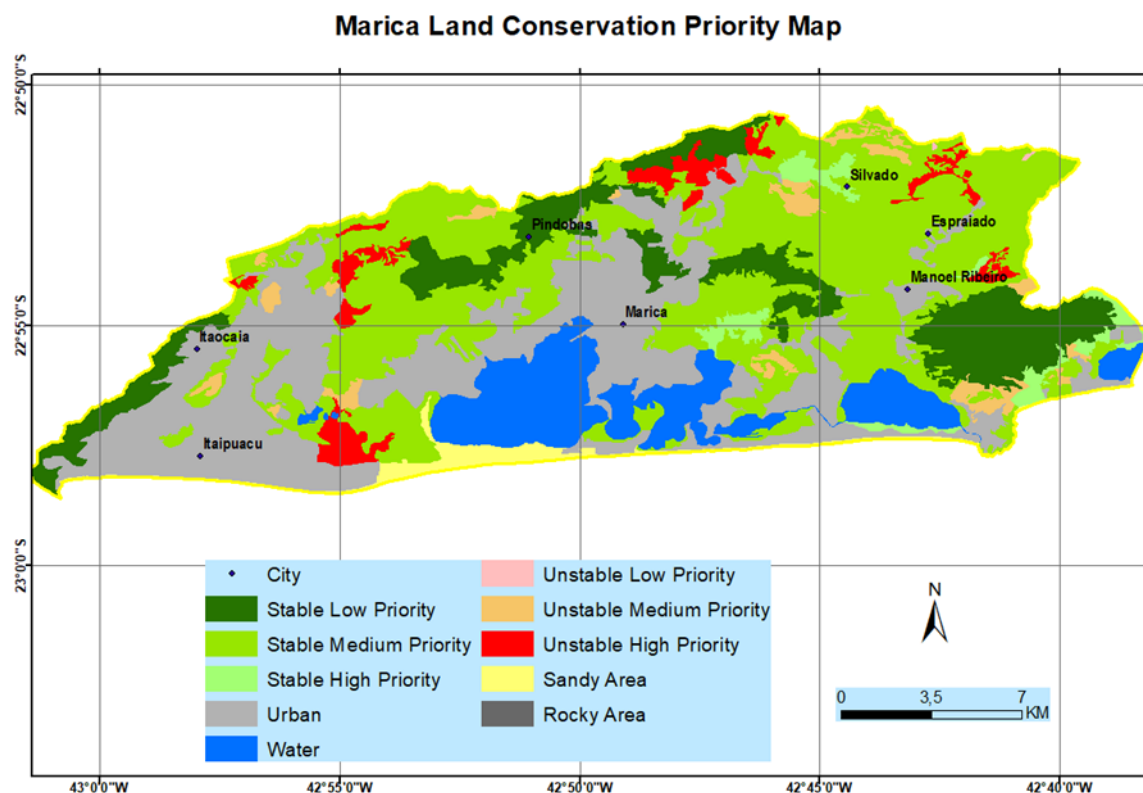 Marica Land Conservation Priority Map
22°50'0"S
22°55'0"S
23°0'0"S
Silvado
Pindobas
Espraiado
Manoel Ribeiro
Marica
Itaocaia
Itaipuacu
City
Stable Low Priority
Stable Medium Priority
Stable High Priority
Urban
Water
Unstable Low Priority
Unstable Medium Priority
Unstable High Priority
Sandy Area
Rocky Area
N
0 3,5 7
KM
43°0'0"W 42°55'0"W 42°50'0"W 42°45'0"W 42°40'0"W